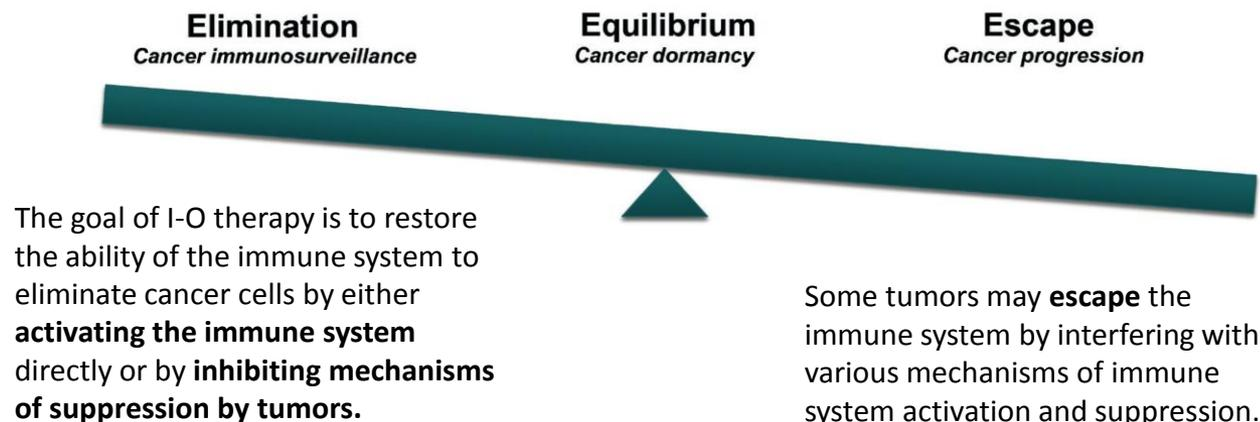 Elimination
Cancer immunosurveillance
Equilibrium
Cancer dormancy
Escape
Cancer progression
The goal of I-O therapy is to restore
the ability of the immune system to
eliminate cancer cells by either
activating the immune system
directly or by inhibiting mechanisms
of suppression by tumors.
Some tumors may escape the
immune system by interfering with
various mechanisms of immune
system activation and suppression.